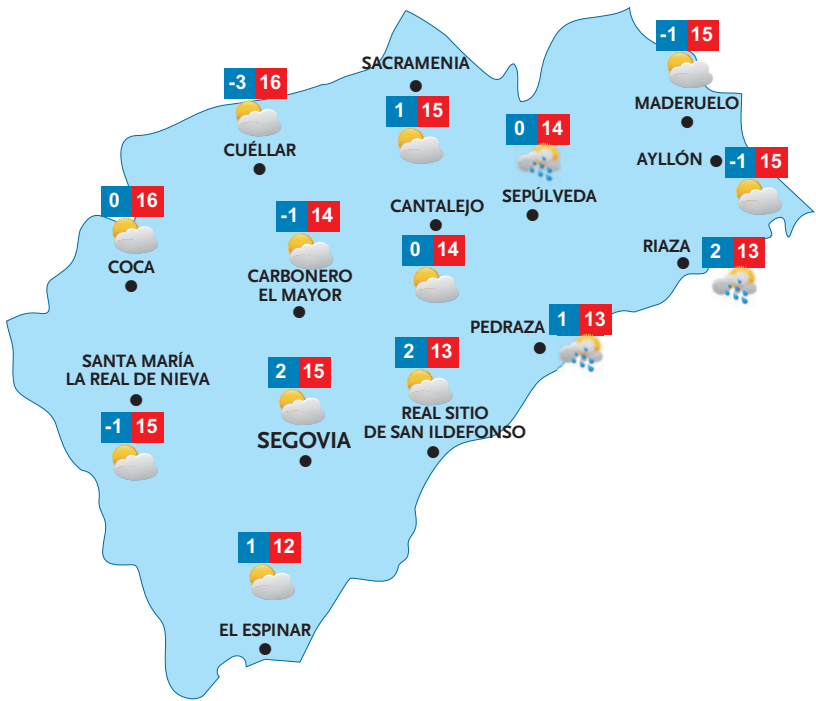 -1 15
MADERUELO
SACRAMENIA
1 15
-3 16
CUÉLLAR
0 14
SEPÚLVEDA
AYLLÓN
-1 15
0 16
COCA
-1 14
CARBONERO
EL MAYOR
CANTALEJO
0 14
RIAZA
2 13
PEDRAZA
1 13
SANTA MARÍA
LA REAL DE NIEVA
-1 15
2 15
SEGOVIA
2 13
REAL SITIO
DE SAN ILDEFONSO
1 12
EL ESPINAR